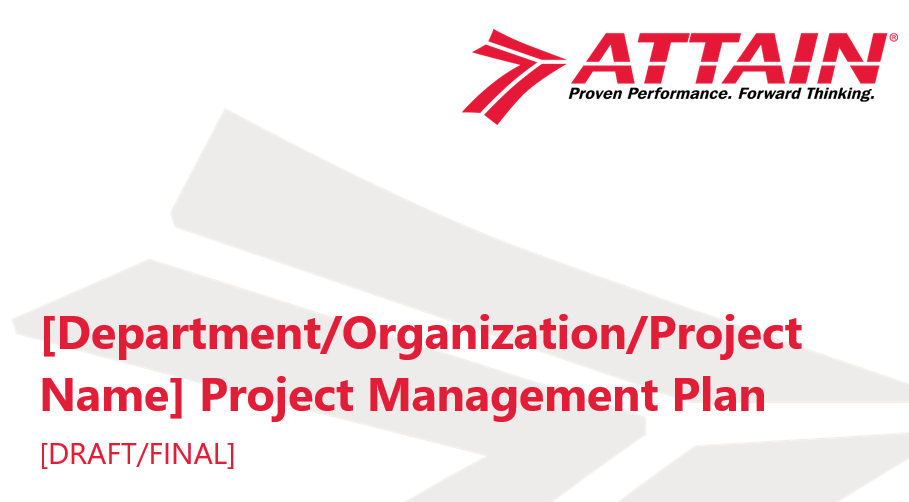 ATTAIN®
Proven Performance. Forward Thinking.
[Department/Organization/Project
Name] Project Management Plan
[DRAFT/FINAL]